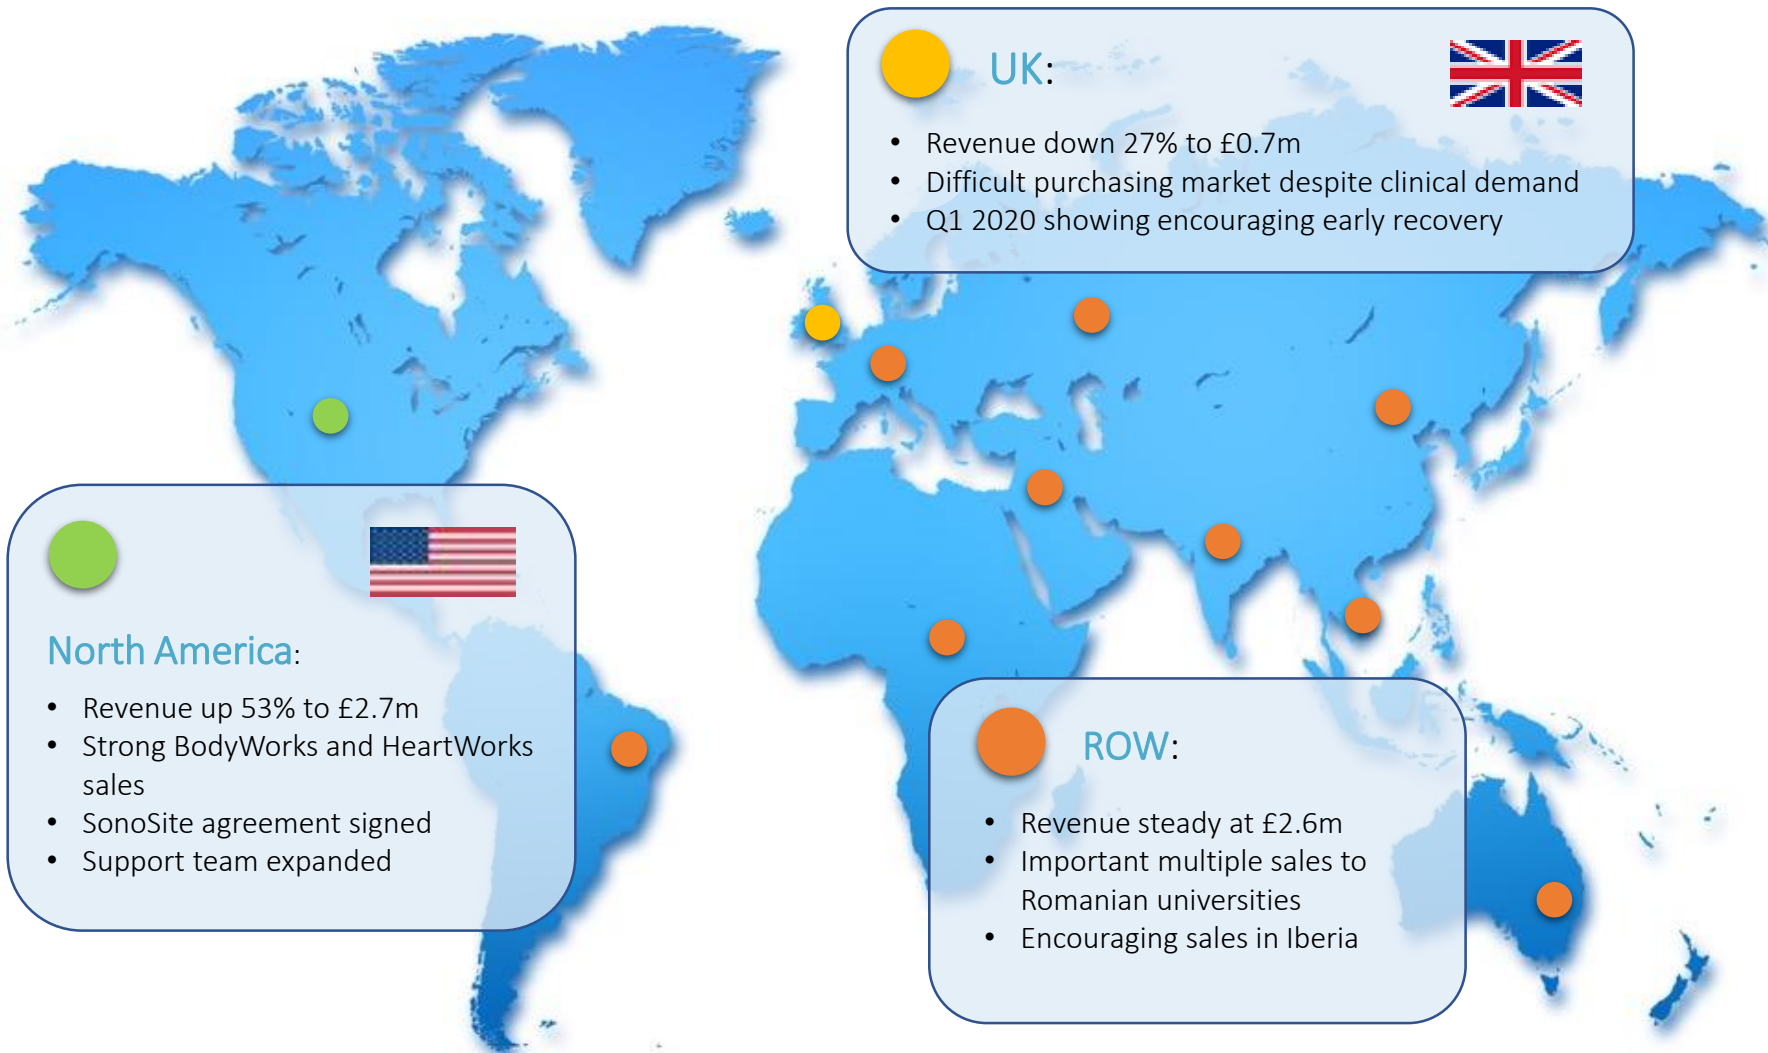 UK:
• Revenue down 27% to £0.7m
• Difficult purchasing market despite clinical demand
• Q1 2020 showing encouraging early recovery
North America:
• Revenue up 53% to £2.7m
• Strong BodyWorks and HeartWorks
sales
• SonoSite agreement signed
• Support team expanded
ROW:
• Revenue steady at £2.6m
• Important multiple sales to
Romanian universities
• Encouraging sales in Iberia